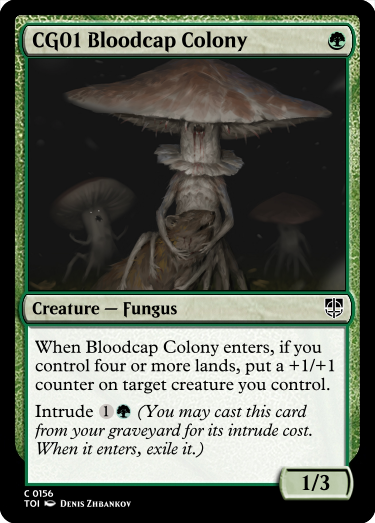 CG01 Bloodcap Colony
Creature — Fungus
When Bloodcap Colony enters, if you
control four or more lands, put a +1/+1
counter on target creature you control.
Intrude 1 (You may cast this card
from your graveyard for its intrude cost.
When it enters, exile it.)
1/3
C 0156
TOI Denis Zhbankov